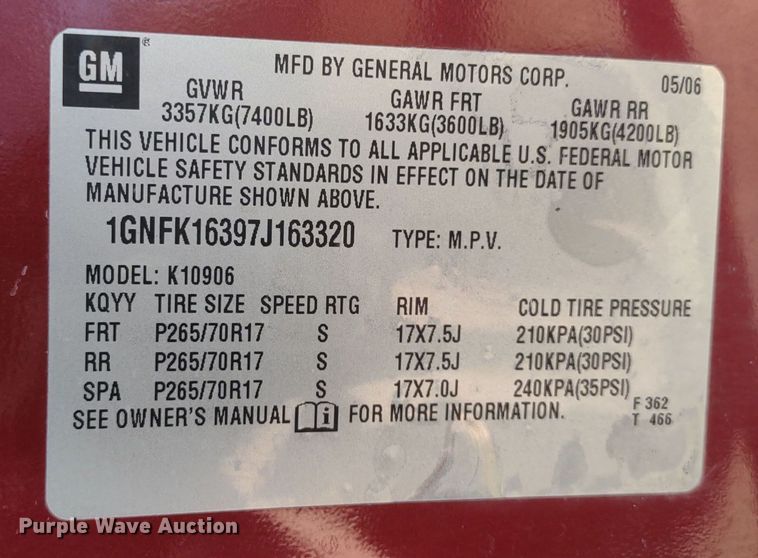 GM
®
MFD BY GENERAL MOTORS CORP. 05/06
GVWR GAWR FRT GAWR RR
3357KG(7400LB) 1633KG(3600LB) 1905KG(4200LB)
THIS VEHICLE CONFORMS TO ALL APPLICABLE U.S. FEDERAL MOTOR
VEHICLE SAFETY STANDARDS IN EFFECT ON THE DATE OF
MANUFACTURE SHOWN ABOVE.
1GNFK16397J163320 TYPE: M.P.V.
MODEL: K10906
KQYY TIRE SIZE SPEED RTG RIM COLD TIRE PRESSURE
FRT P265/70R17 S 17X7.5J 210KPA(30PSI)
RR P265/70R17 S 17X7.5J 210KPA(30PSI)
SPA P265/70R17 S 17X7.0J 240KPA(35PSI)
SEE OWNER'S MANUAL i FOR MORE INFORMATION.
F 362
T 466
Purple Wave Auction